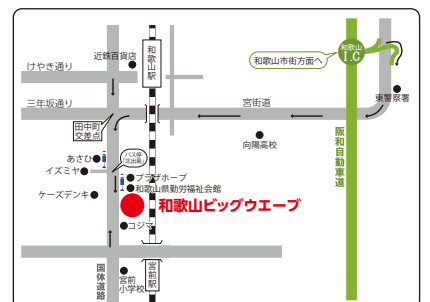 近鉄百貨店
和歌山駅
和歌山
I.C
和歌山市街方面へ
けやき通り
三年坂通り
宮街道
東警察署
田中町
交差点
向陽高校
バス停
「北出島」
あさひ
イズミヤ
プラザホープ
和歌山県勤労福祉会館
ケーズデンキ
和歌山ビッグウエーブ
コジマ
阪和自動車道
国体道路
宮前
小学校
宮前駅